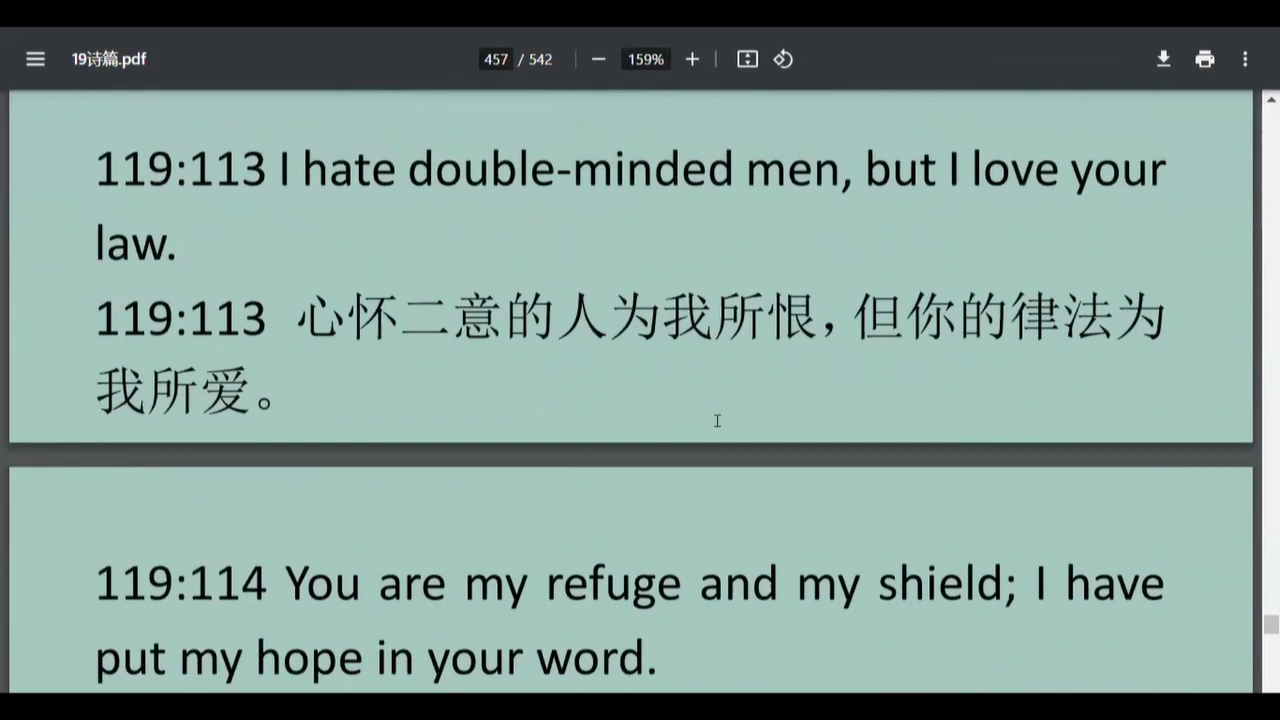 19诗篇.pdf
457 / 542
159%
119:113 I hate double-minded men, but I love your
law.
119:113 心怀二意的人为我所恨，但你的律法为
我所爱。
119:114 You are my refuge and my shield; I have
put my hope in your word.